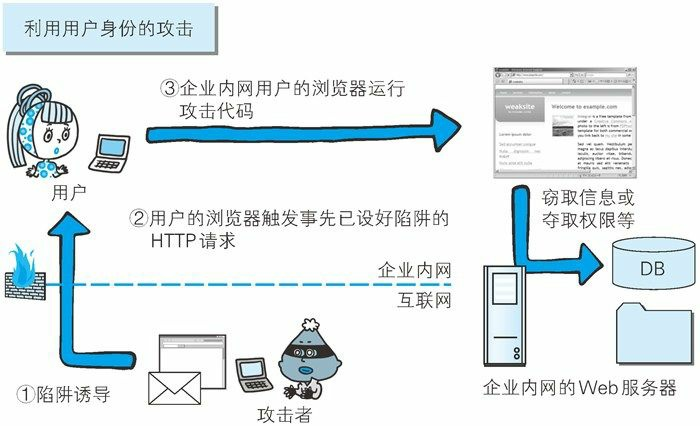 利用用户身份的攻击
③企业内网用户的浏览器运行
攻击代码
用户
②用户的浏览器触发事先已设好陷阱的
HTTP请求
企业内网
互联网
①陷阱诱导
攻击者
weaksite
Welcome to example.com
窃取信息或
夺取权限等
DB
企业内网的Web服务器